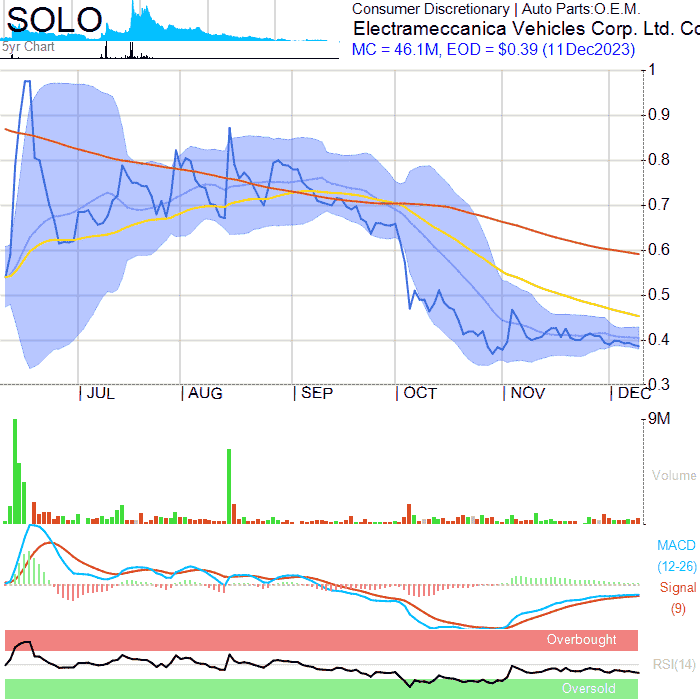 SOLO
5yr Chart
Consumer Discretionary | Auto Parts:O.E.M.
Electrameccanica Vehicles Corp. Ltd. Co
MC = 46.1M, EOD = $0.39 (11Dec2023)
1
0.9
0.8
0.7
0.6
0.5
0.4
0.3
| JUL | AUG | SEP | OCT | NOV | DEC
9M
Volume
MACD
(12-26)
Signal
(9)
Overbought
RSI(14)
Oversold